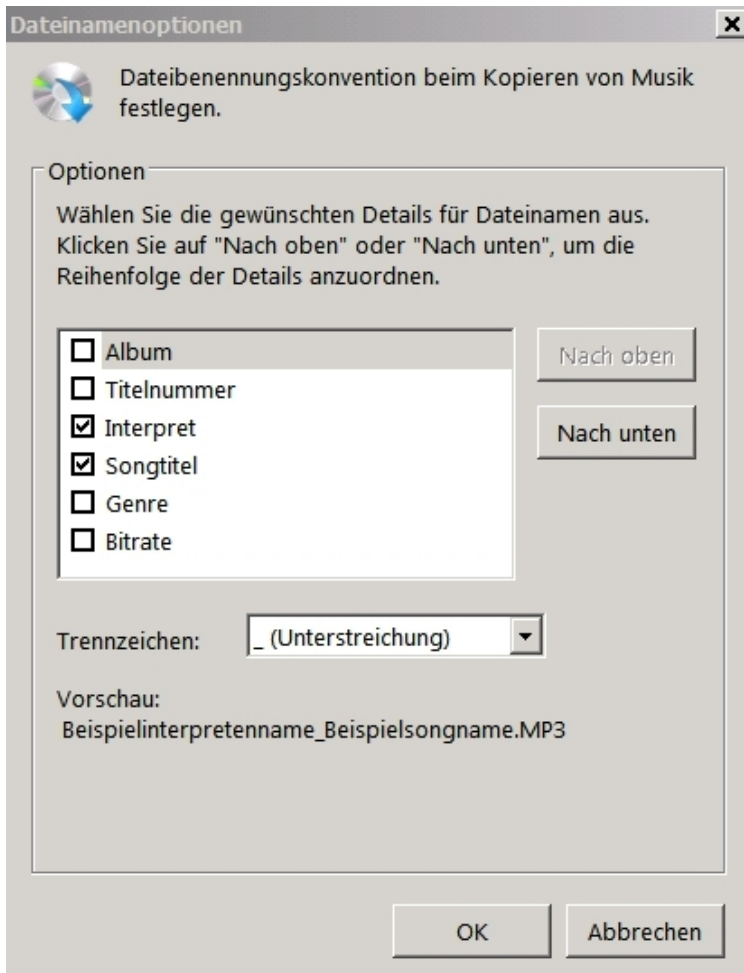 Dateinamenoptionen
Dateibenennungskonvention beim Kopieren von Musik
festlegen.
Optionen
Wählen Sie die gewünschten Details für Dateinamen aus.
Klicken Sie auf "Nach oben" oder "Nach unten", um die
Reihenfolge der Details anzuordnen.
Album
Titelnummer
Interpret
Songtitel
Genre
Bitrate
Nach oben
Nach unten
Trennzeichen:
_ (Unterstreichung)
Vorschau:
Beispielinterpretenname_Beispielsongname.MP3
OK
Abbrechen